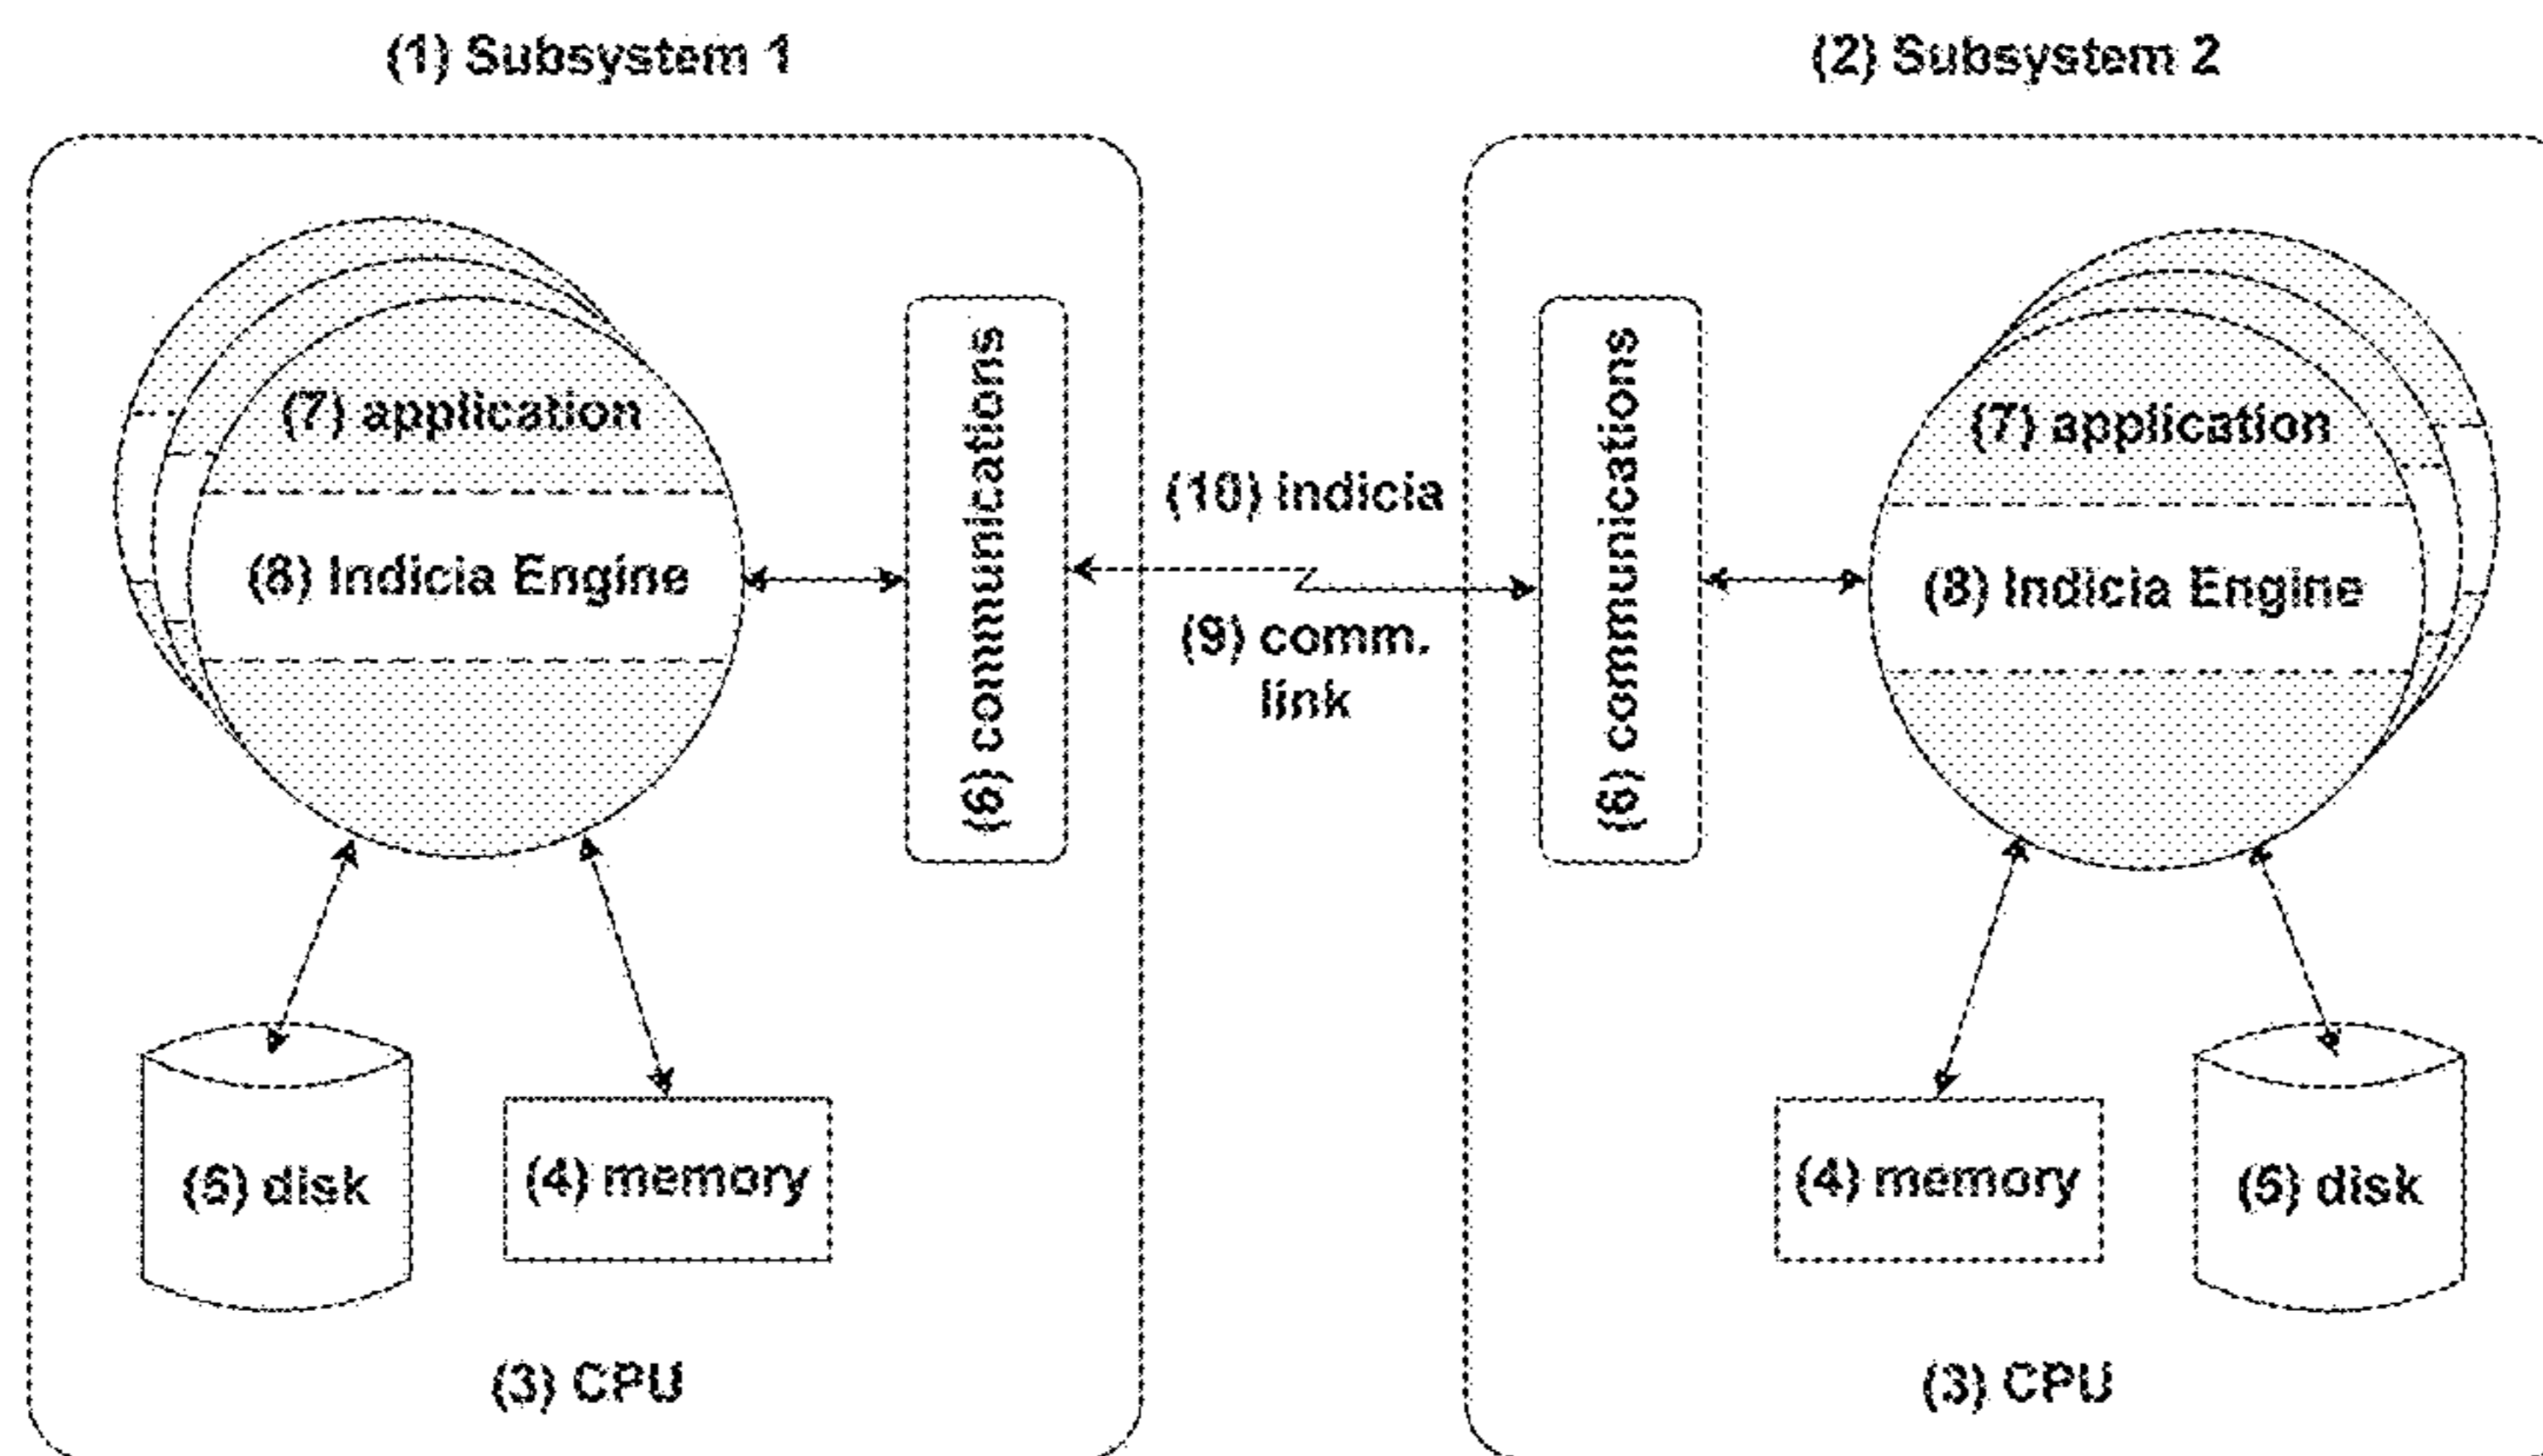 (1) Subsystem 1
(7) application
(8) Indicia Engine
(6) communications
(5) disk
(4) memory
(3) CPU
(10) indicia
(9) comm.
link
(2) Subsystem 2
(6) communications
(7) application
(8) Indicia Engine
(4) memory
(5) disk
(3) CPU